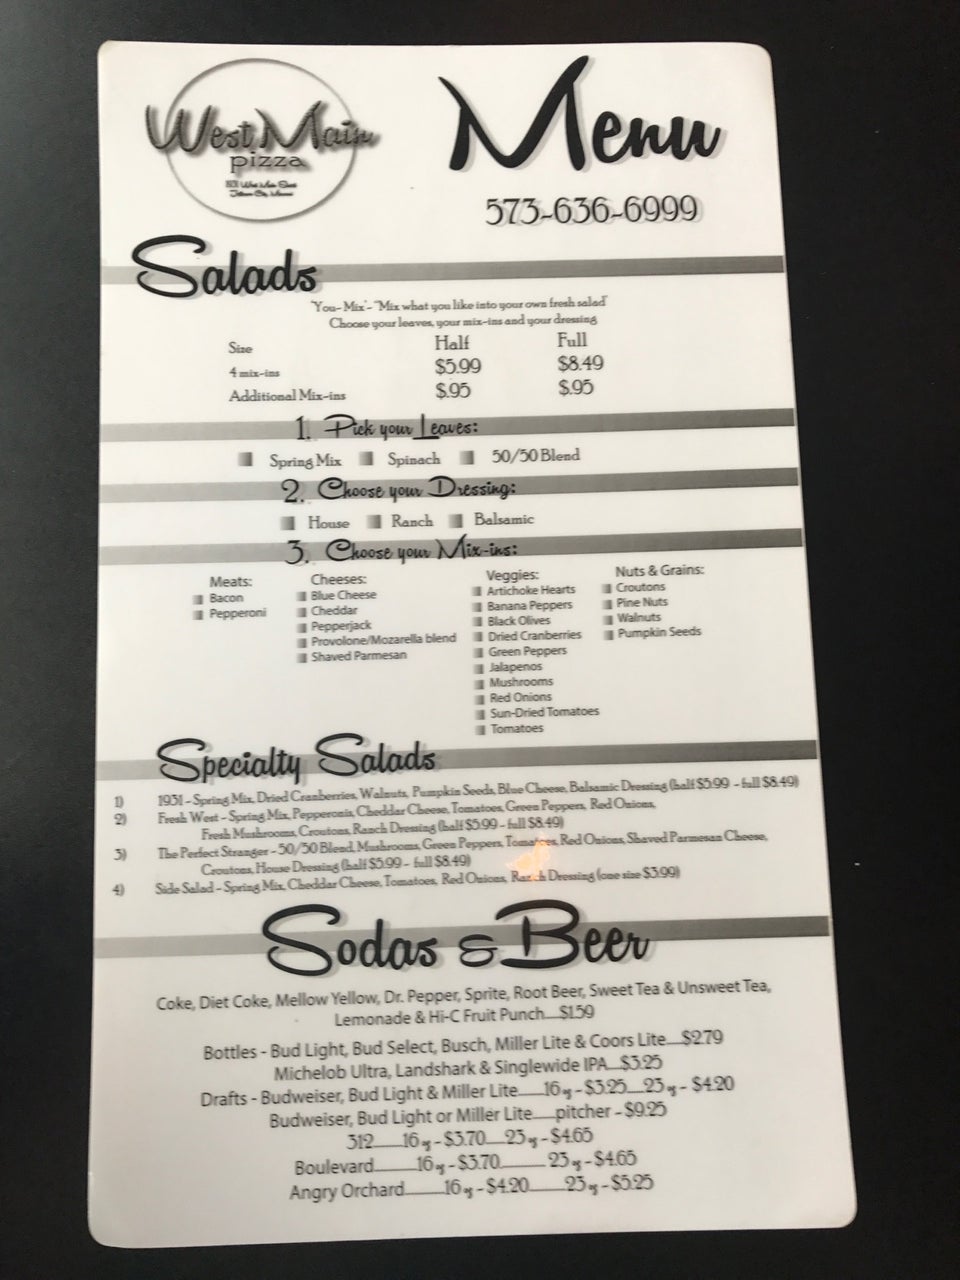 West Main
pizza
1931 West Main Street
Jefferson City, Missouri
Menu
573-636-6999
Salads
"You-Mix"- "Mix what you like into your own fresh salad"
Choose your leaves, your mix-ins and your dressing
Size Half Full
4 mix-ins $5.99 $8.49
Additional Mix-ins $.95 $.95
1. Pick your Leaves:
Spring Mix Spinach 50/50 Blend
2. Choose your Dressing:
House Ranch Balsamic
3. Choose your Mix-ins:
Meats:
Bacon
Pepperoni
Cheeses:
Blue Cheese
Cheddar
Pepperjack
Provolone/Mozarella blend
Shaved Parmesan
Veggies:
Artichoke Hearts
Banana Peppers
Black Olives
Dried Cranberries
Green Peppers
Jalapenos
Mushrooms
Red Onions
Sun-Dried Tomatoes
Tomatoes
Nuts & Grains:
Croutons
Pine Nuts
Walnuts
Pumpkin Seeds
Specialty Salads
1) 1931 - Spring Mix, Dried Cranberries, Walnuts, Pumpkin Seeds, Blue Cheese, Balsamic Dressing (half $5.99 - full $8.49)
2) Fresh West - Spring Mix, Pepperonis, Cheddar Cheese, Tomatoes, Green Peppers, Red Onions,
Fresh Mushrooms, Croutons, Ranch Dressing (half $5.99 - full $8.49)
3) The Perfect Stranger - 50/50 Blend, Mushrooms, Green Peppers, Tomatoes, Red Onions, Shaved Parmesan Cheese,
Croutons, House Dressing (half $5.99 - full $8.49)
4) Side Salad - Spring Mix, Cheddar Cheese, Tomatoes, Red Onions, Ranch Dressing (one size $3.99)
Sodas & Beer
Coke, Diet Coke, Mellow Yellow, Dr. Pepper, Sprite, Root Beer, Sweet Tea & Unsweet Tea,
Lemonade & Hi-C Fruit Punch....$1.59
Bottles - Bud Light, Bud Select, Busch, Miller Lite & Coors Lite....$2.79
Michelob Ultra, Landshark & Singlewide IPA....$3.25
Drafts - Budweiser, Bud Light & Miller Lite......16 oz - $3.25....23 oz - $4.20
Budweiser, Bud Light or Miller Lite.....pitcher - $9.25
312......16 oz - $3.70....23 oz - $4.65
Boulevard.........16 oz - $3.70.........23 oz - $4.65
Angry Orchard........16 oz - $4.20........23 oz - $5.25